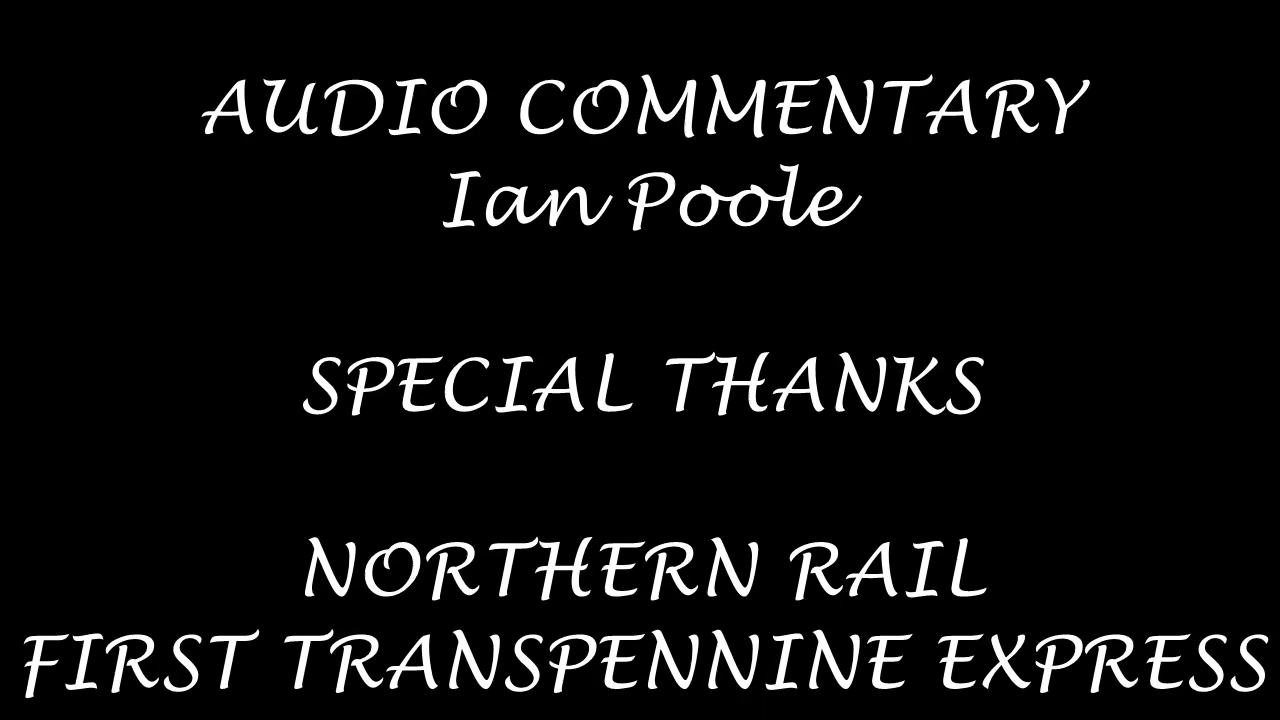 AUDIO COMMENTARY
Ian Poole
SPECIAL THANKS
NORTHERN RAIL
FIRST TRANSPENNINE EXPRESS